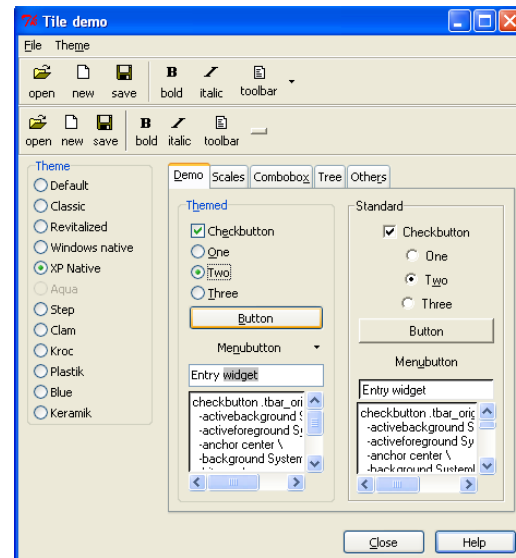 Tile demo
File Theme
open new save bold italic toolbar
open new save bold italic toolbar
Theme
Default
Classic
Revitalized
Windows native
XP Native
Aqua
Step
Clam
Kroc
Plastik
Blue
Keramik
Demo Scales Combobox Tree Others
Themed
Checkbutton
One
Two
Three
Button
Menubutton
Entry widget
checkbutton .tbar_orig
-activebackground S
-activeforeground Sy
-anchor center \
-background System
Standard
Checkbutton
One
Two
Three
Button
Menubutton
Entry widget
checkbutton .tbar_orig
-activebackground S
-activeforeground Sy
-anchor center \
-background System
Close Help